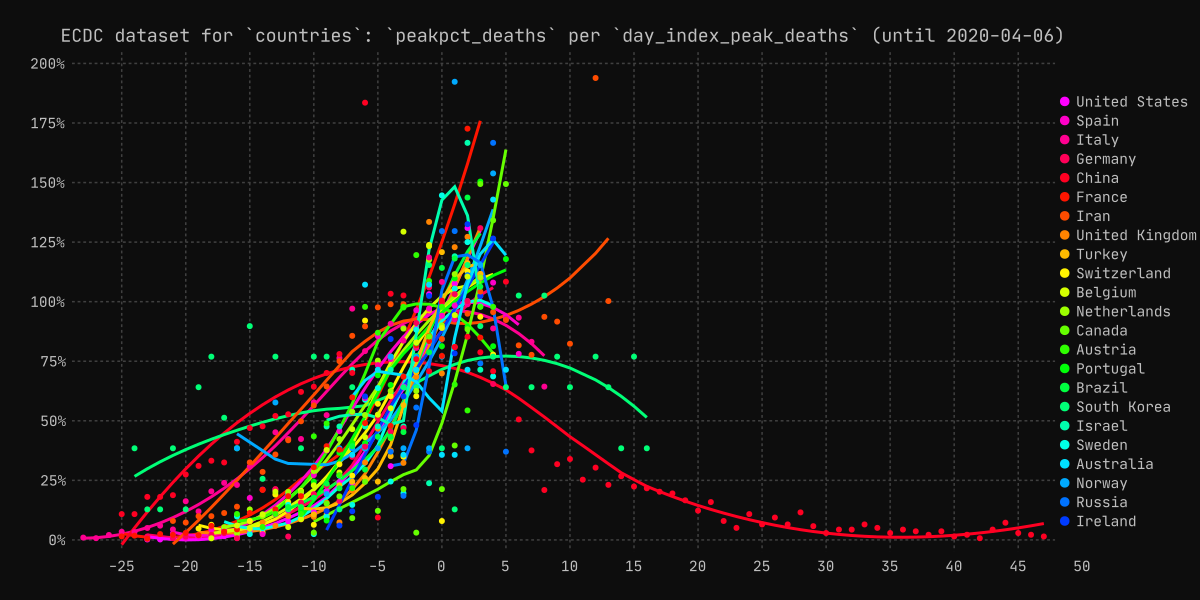 ECDC dataset for `countries`: `peakpct_deaths` per `day_index_peak_deaths` (until 2020-04-06)
200%
175%
150%
125%
100%
75%
50%
25%
0%
-25 -20 -15 -10 -5 0 5 10 15 20 25 30 35 40 45 50
United States
Spain
Italy
Germany
China
France
Iran
United Kingdom
Turkey
Switzerland
Belgium
Netherlands
Canada
Austria
Portugal
Brazil
South Korea
Israel
Sweden
Australia
Norway
Russia
Ireland